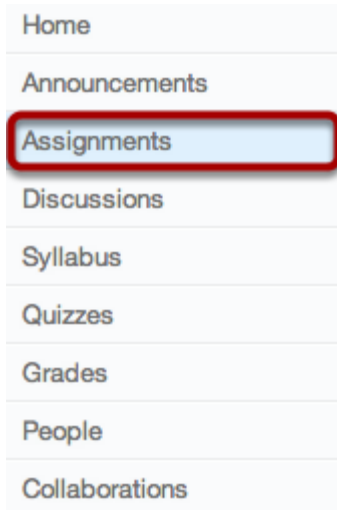 Home
Announcements
Assignments
Discussions
Syllabus
Quizzes
Grades
People
Collaborations